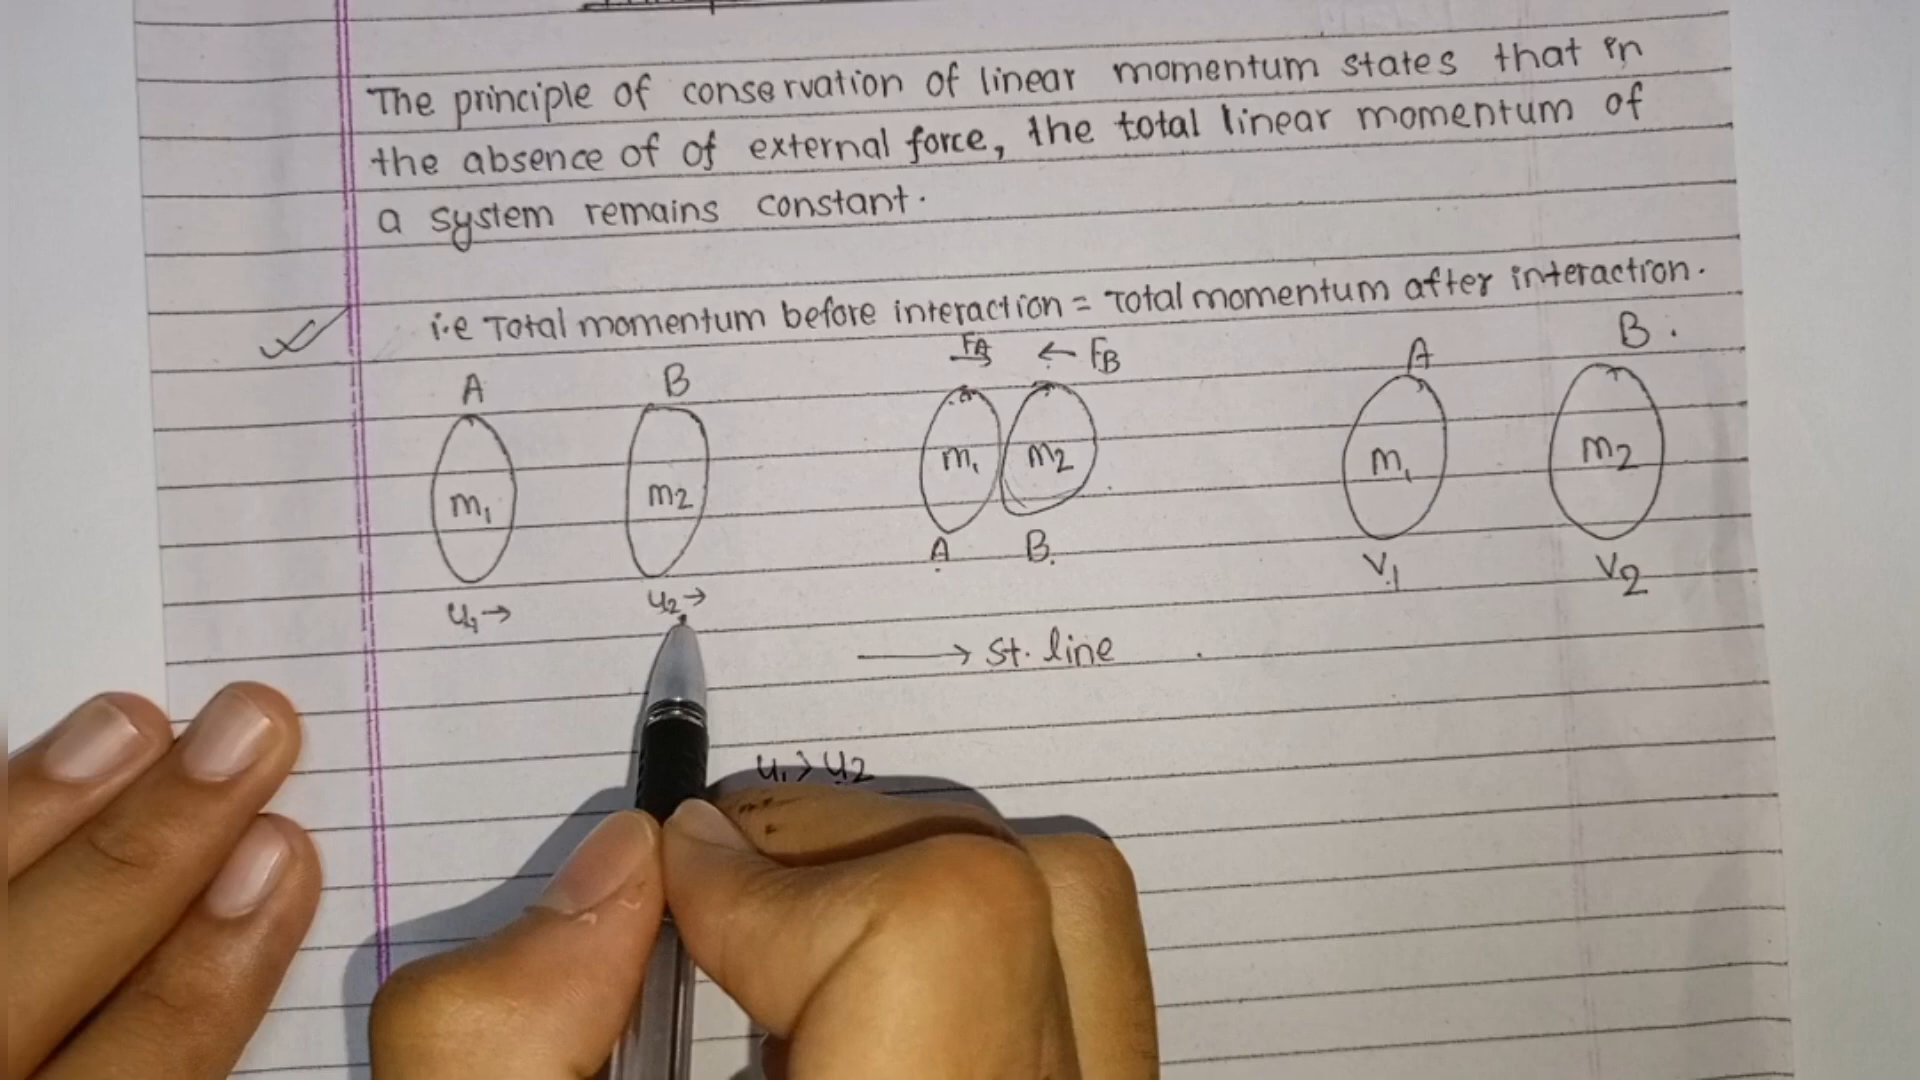 The principle of conservation of linear momentum states that in
the absence of of external force, the total linear momentum of
a system remains constant.
i.e Total momentum before interaction = Total momentum after interaction.
A B
m1 m2
u1→ u2→
FA ← FB
m1 m2
A B.
A B.
m1 m2
V1 V2
→ St. line
u1 > u2